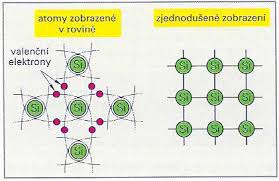 atomy zobrazené
v rovině
zjednodušené zobrazení
valenční
elektrony
Si
Si Si Si
Si
Si Si Si
Si Si Si
Si Si Si